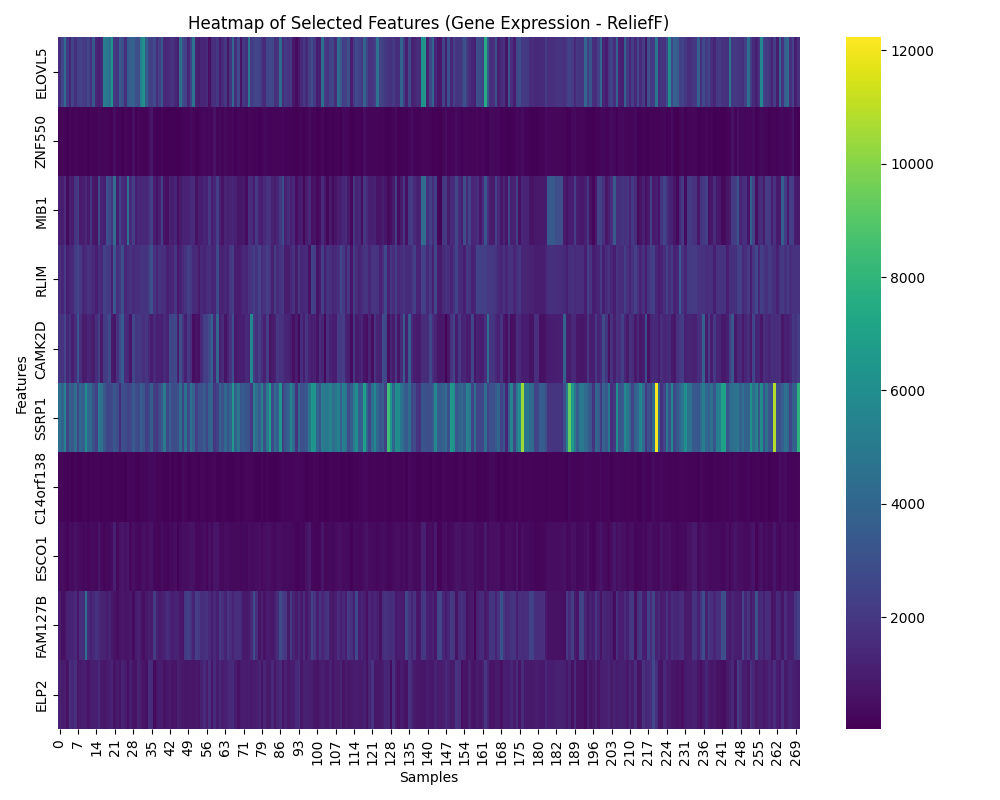 Heatmap of Selected Features (Gene Expression - ReliefF)
Features
ELOVL5
ZNF550
MIB1
RLIM
CAMK2D
SSRP1
C14orf138
ESCO1
FAM127B
ELP2
0 7 14 21 28 35 42 49 56 63 71 79 86 93 100 107 114 121 128 135 140 147 154 161 168 175 180 182 189 196 203 210 217 224 231 236 241 248 255 262 269
Samples
12000
10000
8000
6000
4000
2000